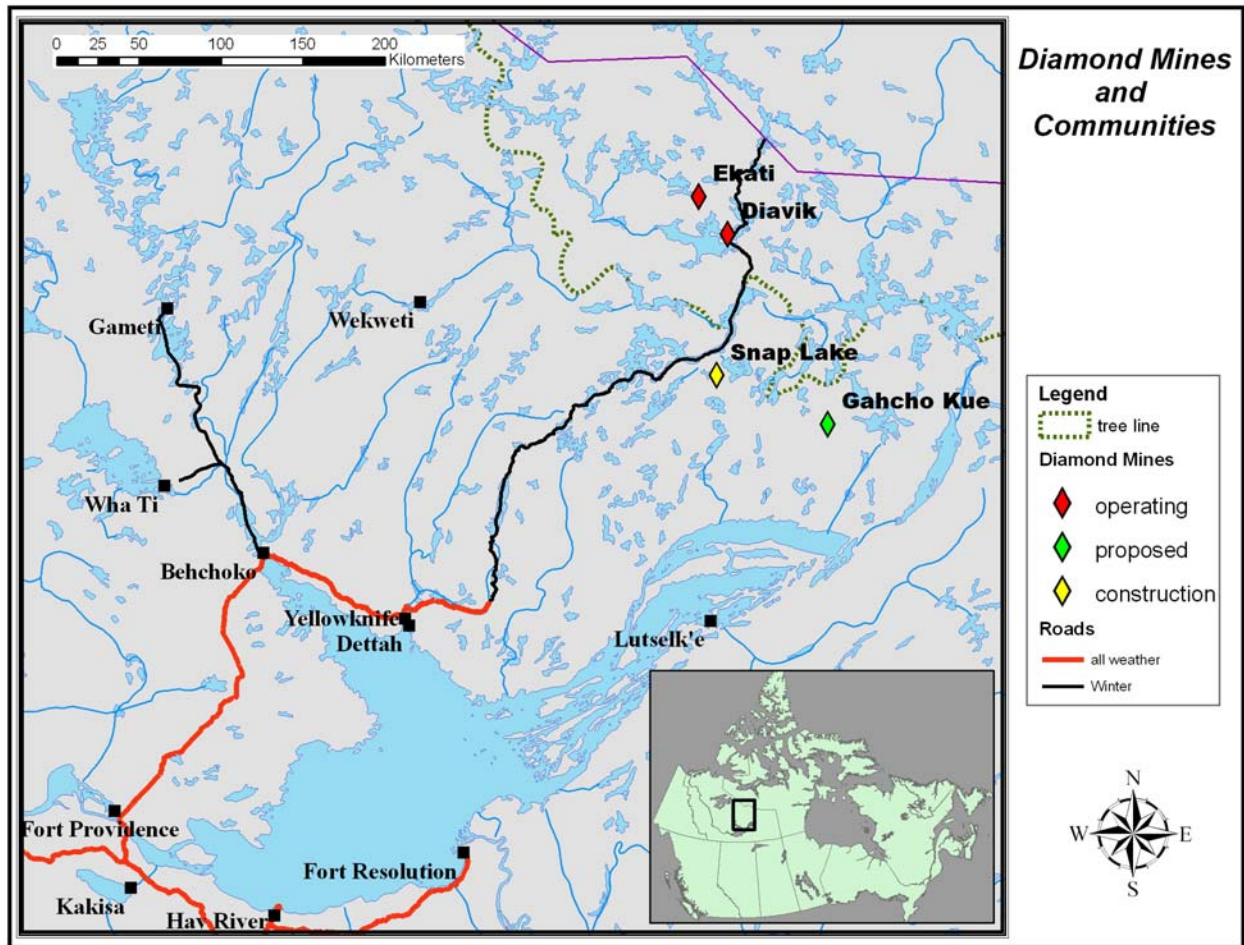 0 25 50 100 150 200
Kilometers
Diamond Mines
and
Communities
Ekati
Diavik
Gameti
Wekweti
Snap Lake
Gahcho Kue
Wha Ti
Behchoko
Yellowknife
Dettah
Lutselk'e
Fort Providence
Fort Resolution
Kakisa
Hay River
Legend
tree line
Diamond Mines
operating
proposed
construction
Roads
all weather
Winter
N
W E
S